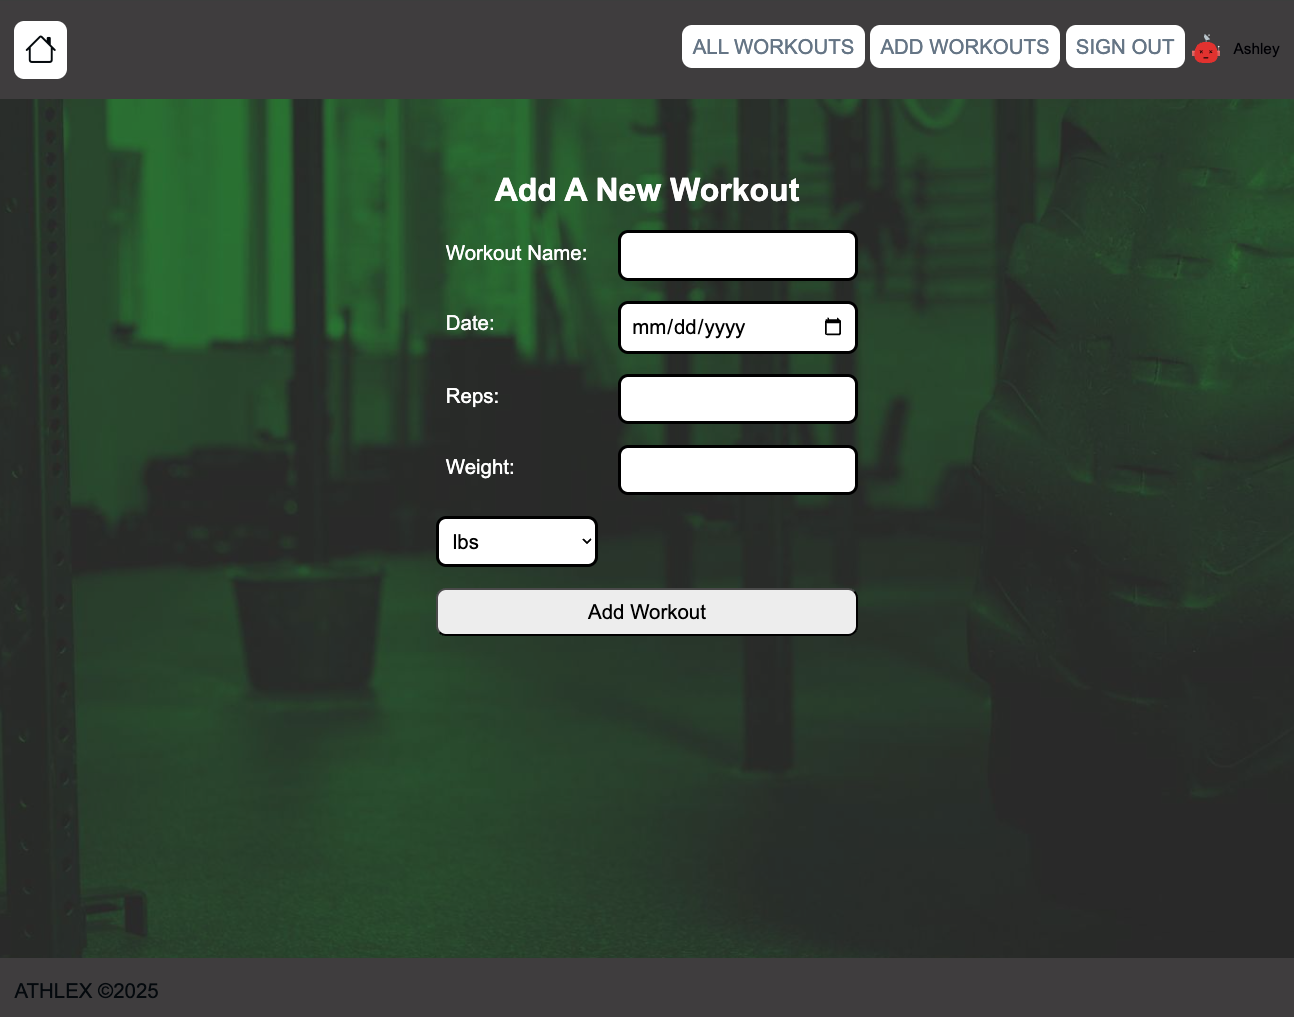 ALL WORKOUTS ADD WORKOUTS SIGN OUT Ashley
Add A New Workout
Workout Name:
Date: mm/dd/yyyy
Reps:
Weight:
lbs
Add Workout
ATHLEX ©2025